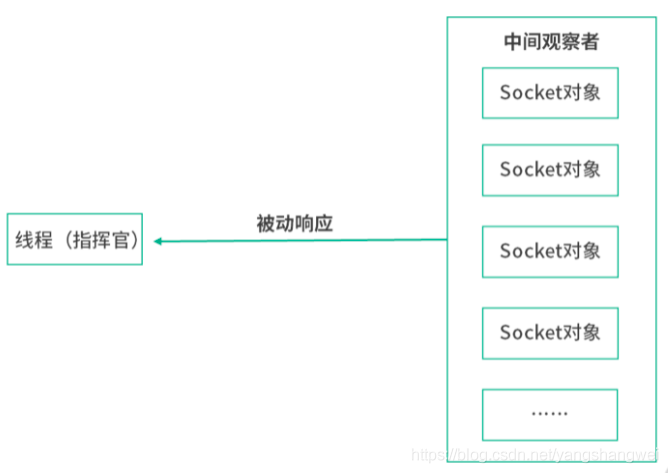 中间观察者
Socket对象
Socket对象
被动响应
线程（指挥官）
Socket对象
Socket对象
……
https://blog.csdn.net/yangshangwei